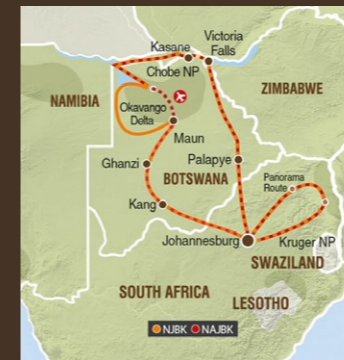 Victoria
Falls
Kasane
Chobe NP
ZIMBABWE
NAMIBIA
Okavango
Delta
Maun
Ghanzi
Palapye
BOTSWANA
Panorama
Route
Kang
Johannesburg
Kruger NP
SWAZILAND
SOUTH AFRICA
LESOTHO
NJBK NAJBK